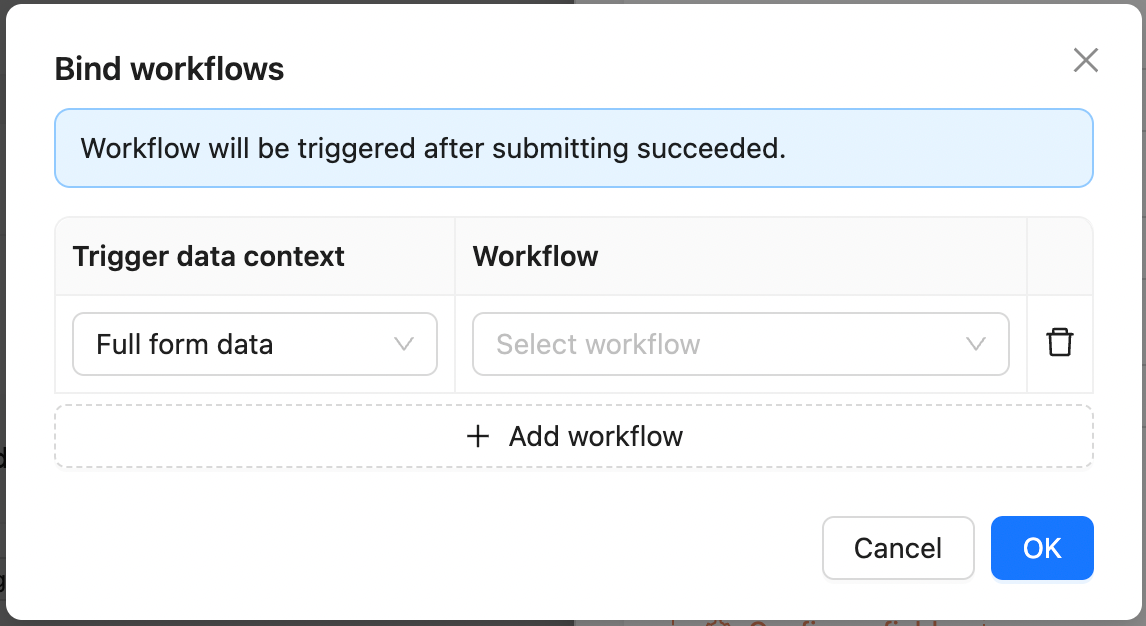 Bind workflows
Workflow will be triggered after submitting succeeded.
Trigger data context
Workflow
Full form data
Select workflow
Add workflow
Cancel
OK